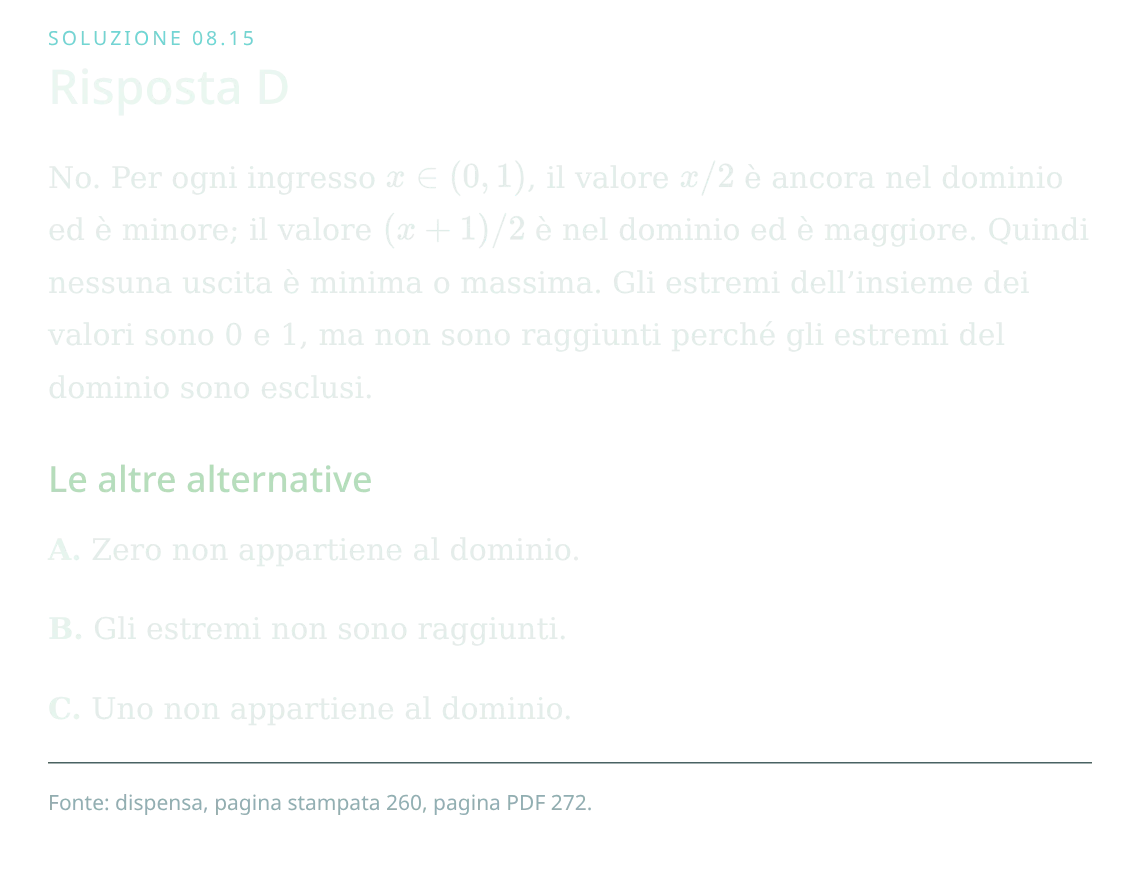 SOLUZIONE 08.15
Risposta D
No. Per ogni ingresso x ∈ (0, 1), il valore x/2 è ancora nel dominio
ed è minore; il valore (x + 1)/2 è nel dominio ed è maggiore. Quindi
nessuna uscita è minima o massima. Gli estremi dell’insieme dei
valori sono 0 e 1, ma non sono raggiunti perché gli estremi del
dominio sono esclusi.
Le altre alternative
A. Zero non appartiene al dominio.
B. Gli estremi non sono raggiunti.
C. Uno non appartiene al dominio.
Fonte: dispensa, pagina stampata 260, pagina PDF 272.